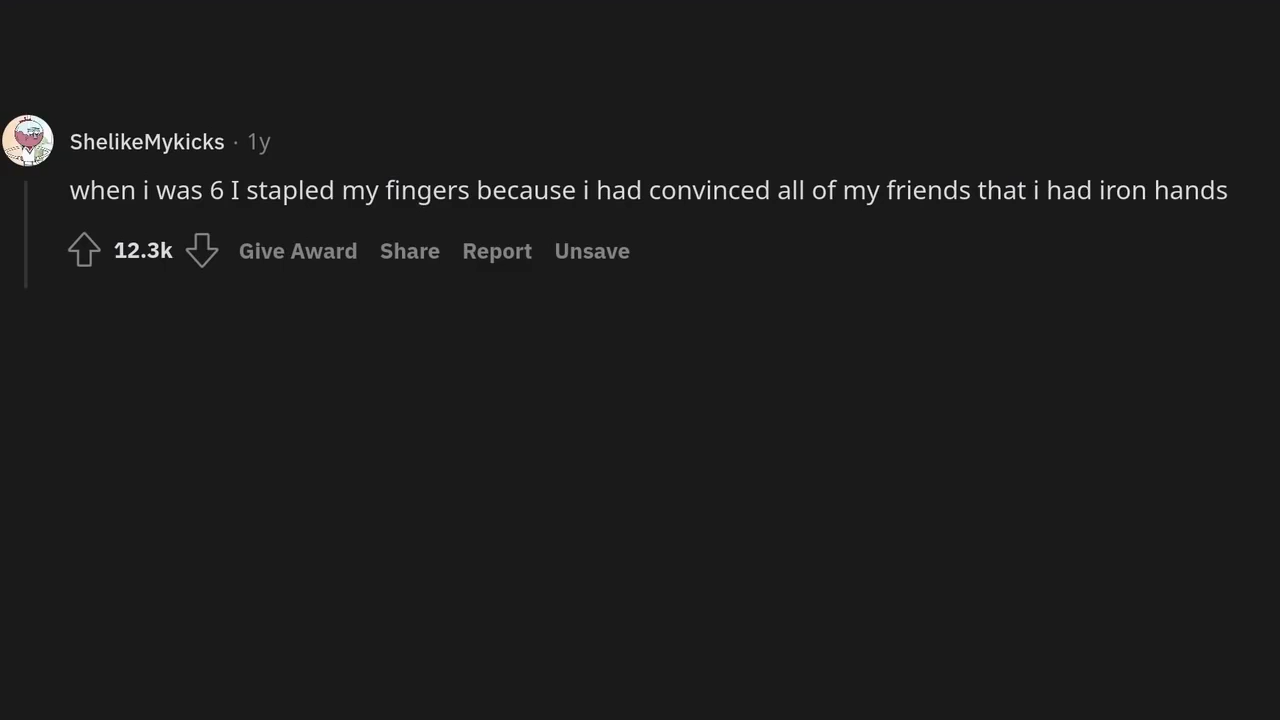 ShelikeMykicks · 1y
when i was 6 I stapled my fingers because i had convinced all of my friends that i had iron hands
12.3k Give Award Share Report Unsave